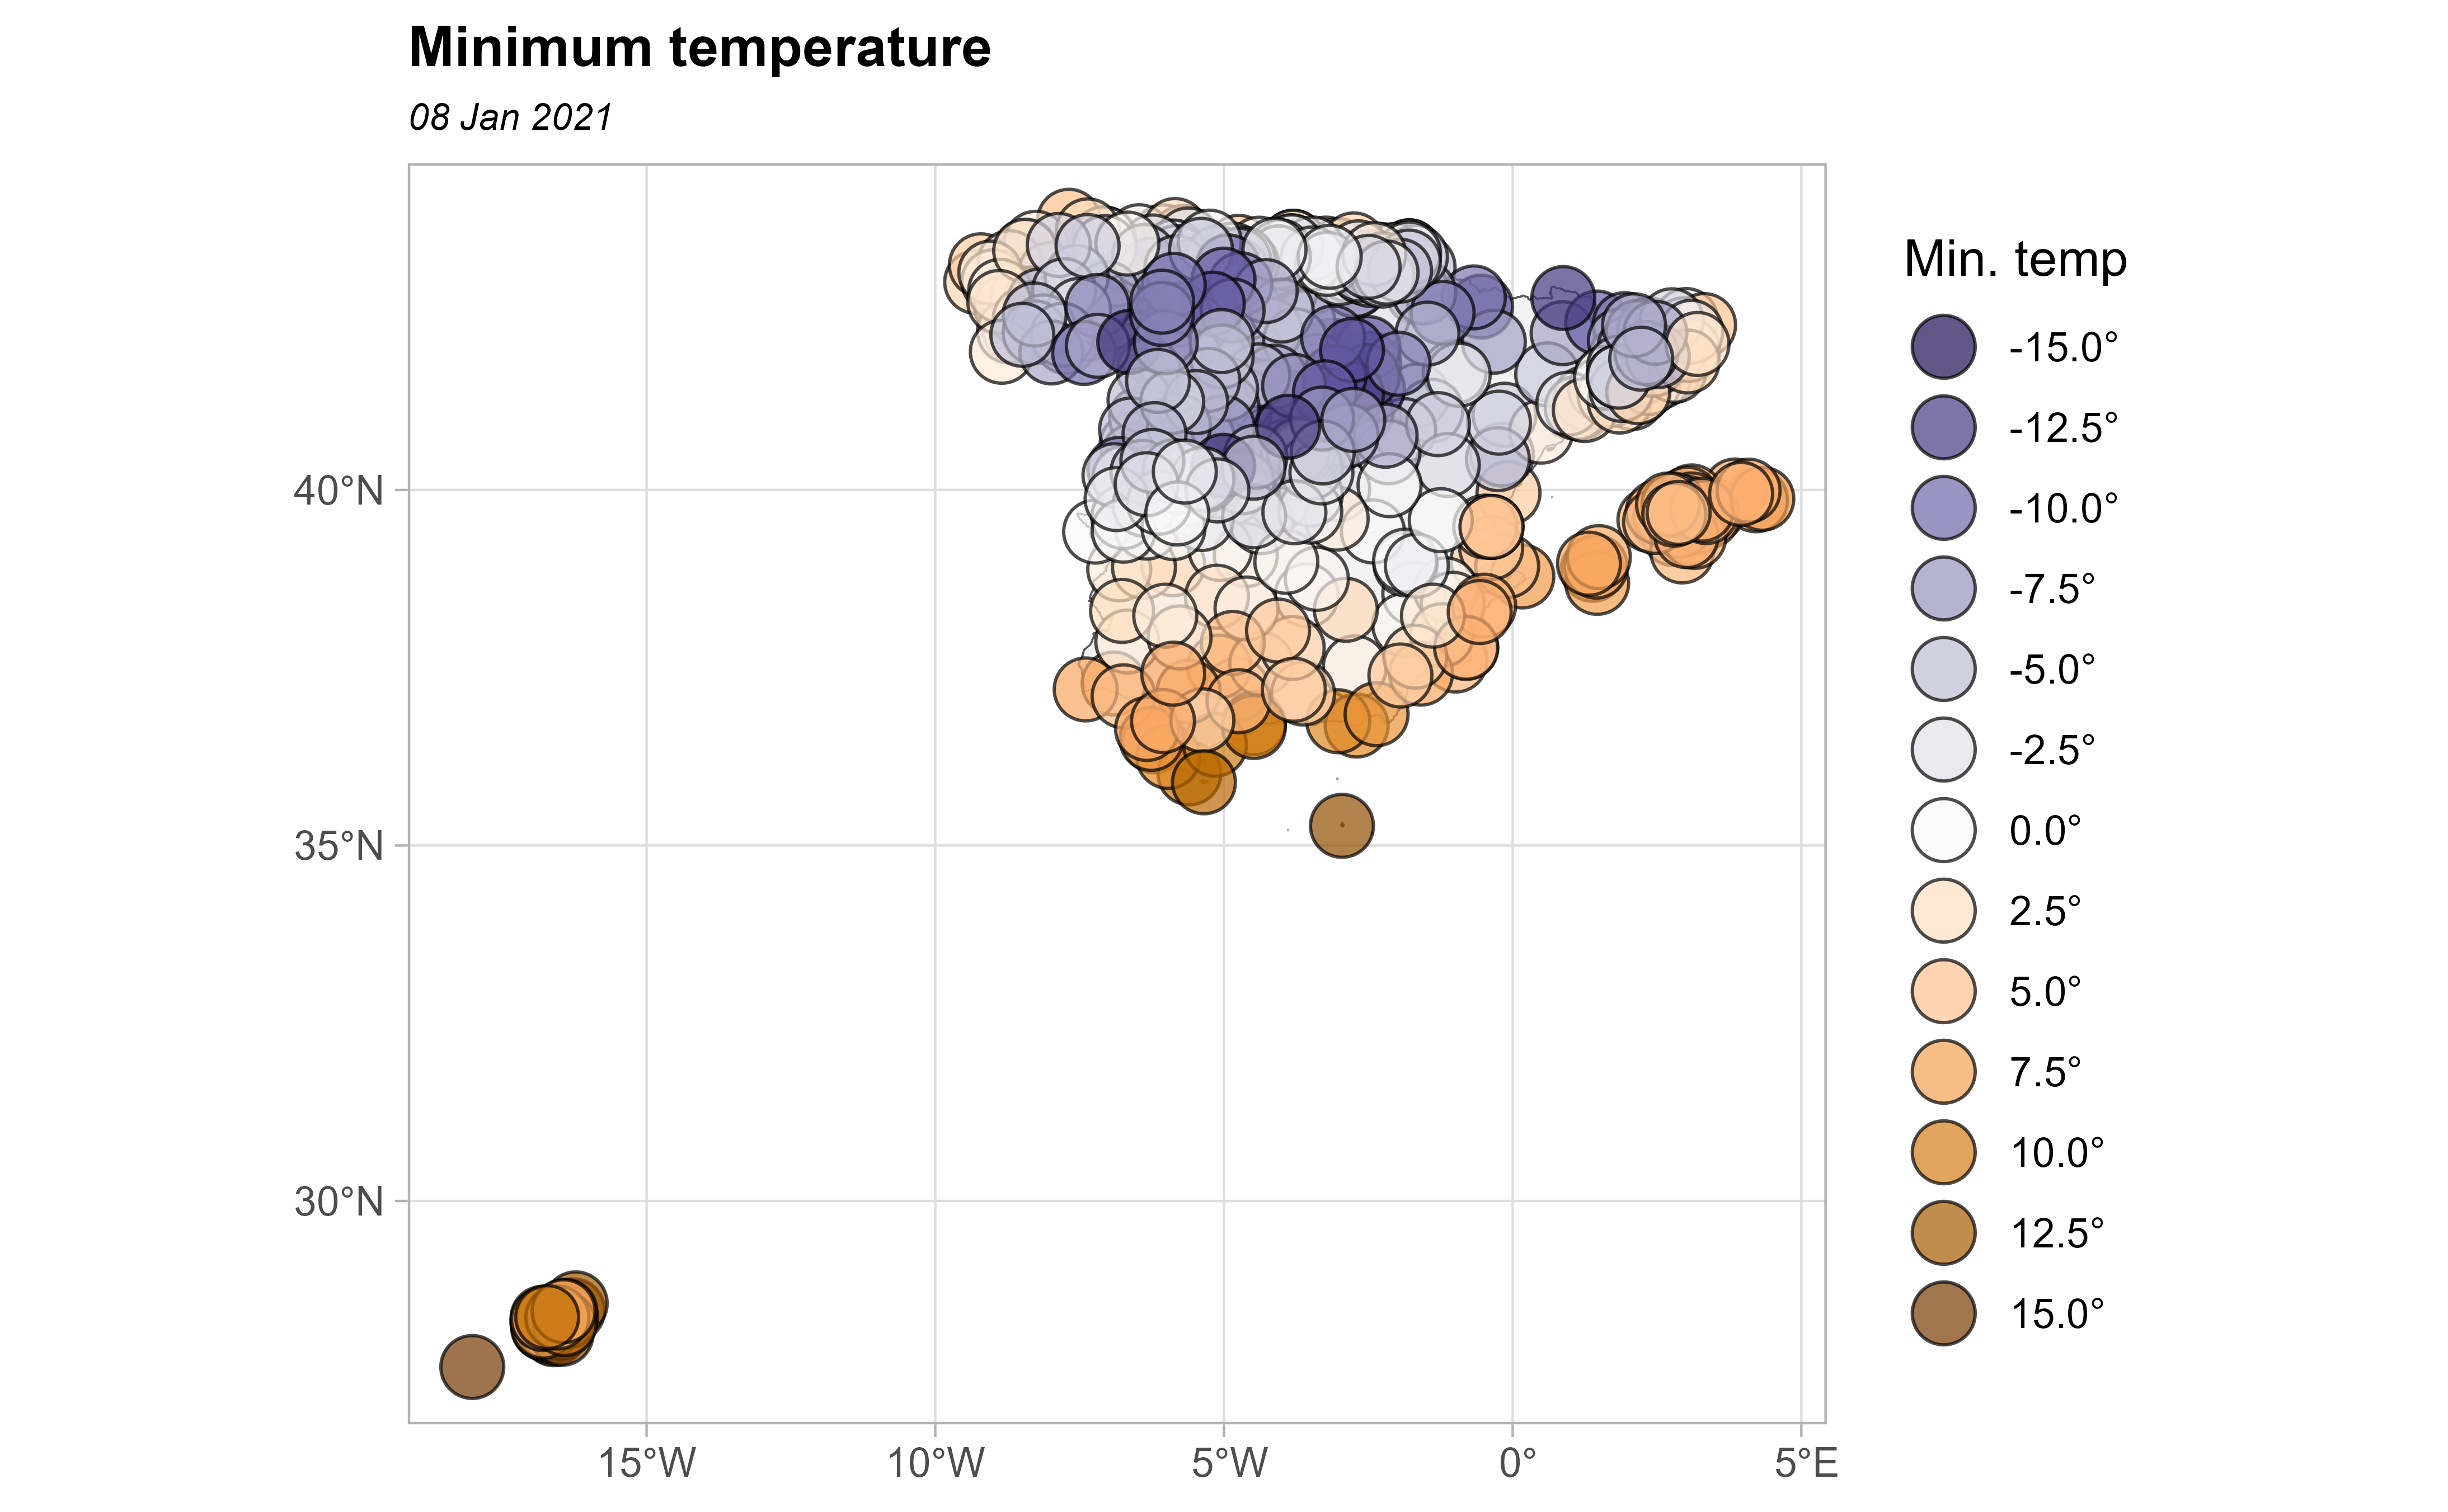 Minimum temperature
08 Jan 2021
40°N
35°N
30°N
15°W
10°W
5°W
0°
5°E
Min. temp
-15.0°
-12.5°
-10.0°
-7.5°
-5.0°
-2.5°
0.0°
2.5°
5.0°
7.5°
10.0°
12.5°
15.0°